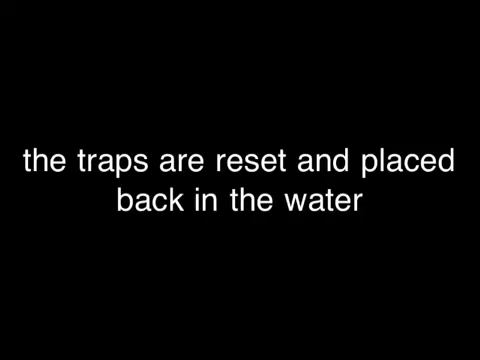 the traps are reset and placed
back in the water